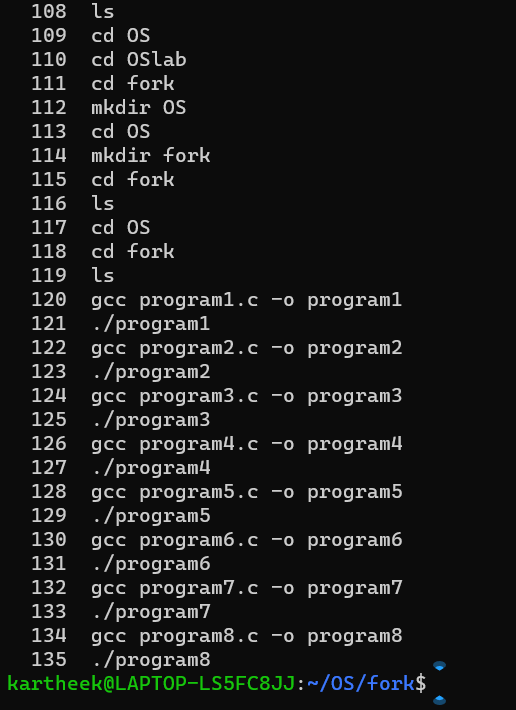 108 ls
109 cd OS
110 cd OSlab
111 cd fork
112 mkdir OS
113 cd OS
114 mkdir fork
115 cd fork
116 ls
117 cd OS
118 cd fork
119 ls
120 gcc program1.c -o program1
121 ./program1
122 gcc program2.c -o program2
123 ./program2
124 gcc program3.c -o program3
125 ./program3
126 gcc program4.c -o program4
127 ./program4
128 gcc program5.c -o program5
129 ./program5
130 gcc program6.c -o program6
131 ./program6
132 gcc program7.c -o program7
133 ./program7
134 gcc program8.c -o program8
135 ./program8
kartheek@LAPTOP-LS5FC8JJ:~/OS/fork$